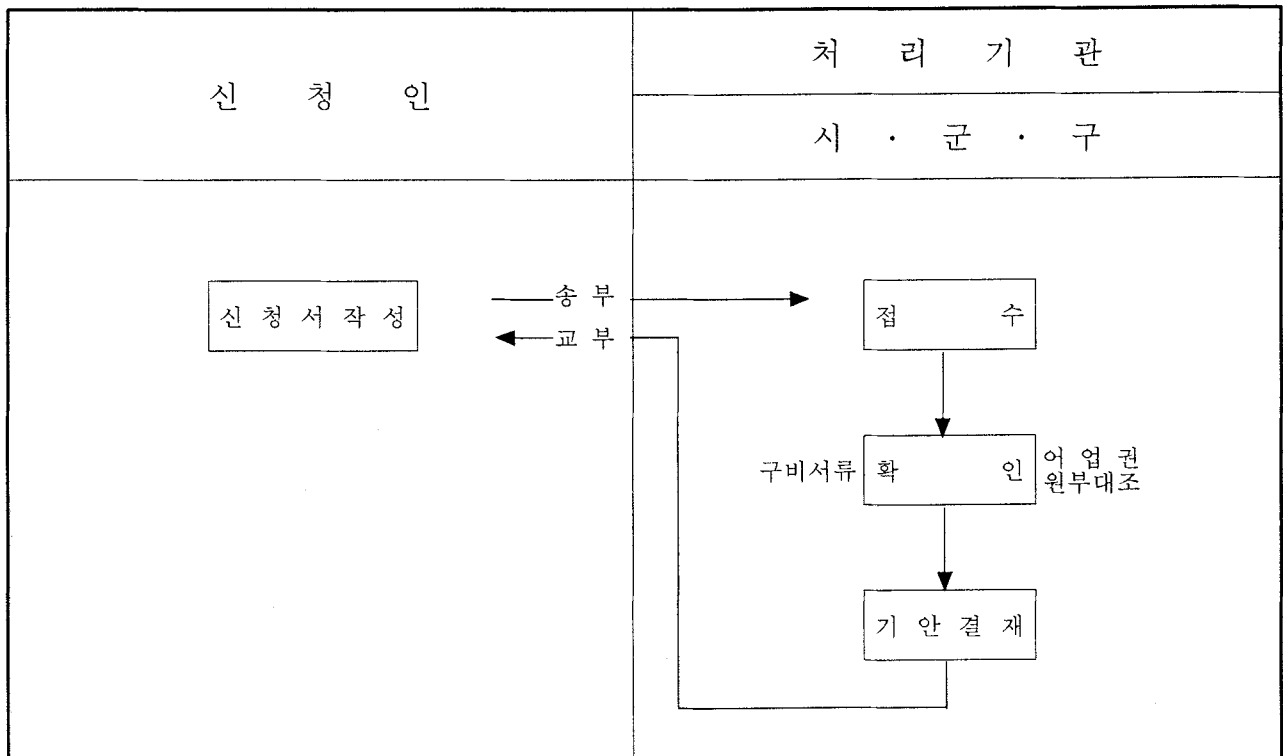 신 청 인
처 리 기 관
시 · 군 · 구
신 청 서 작 성
송 부
접 수
교 부
구비서류
확 인
어 업 권
원부대조
기 안 결 재